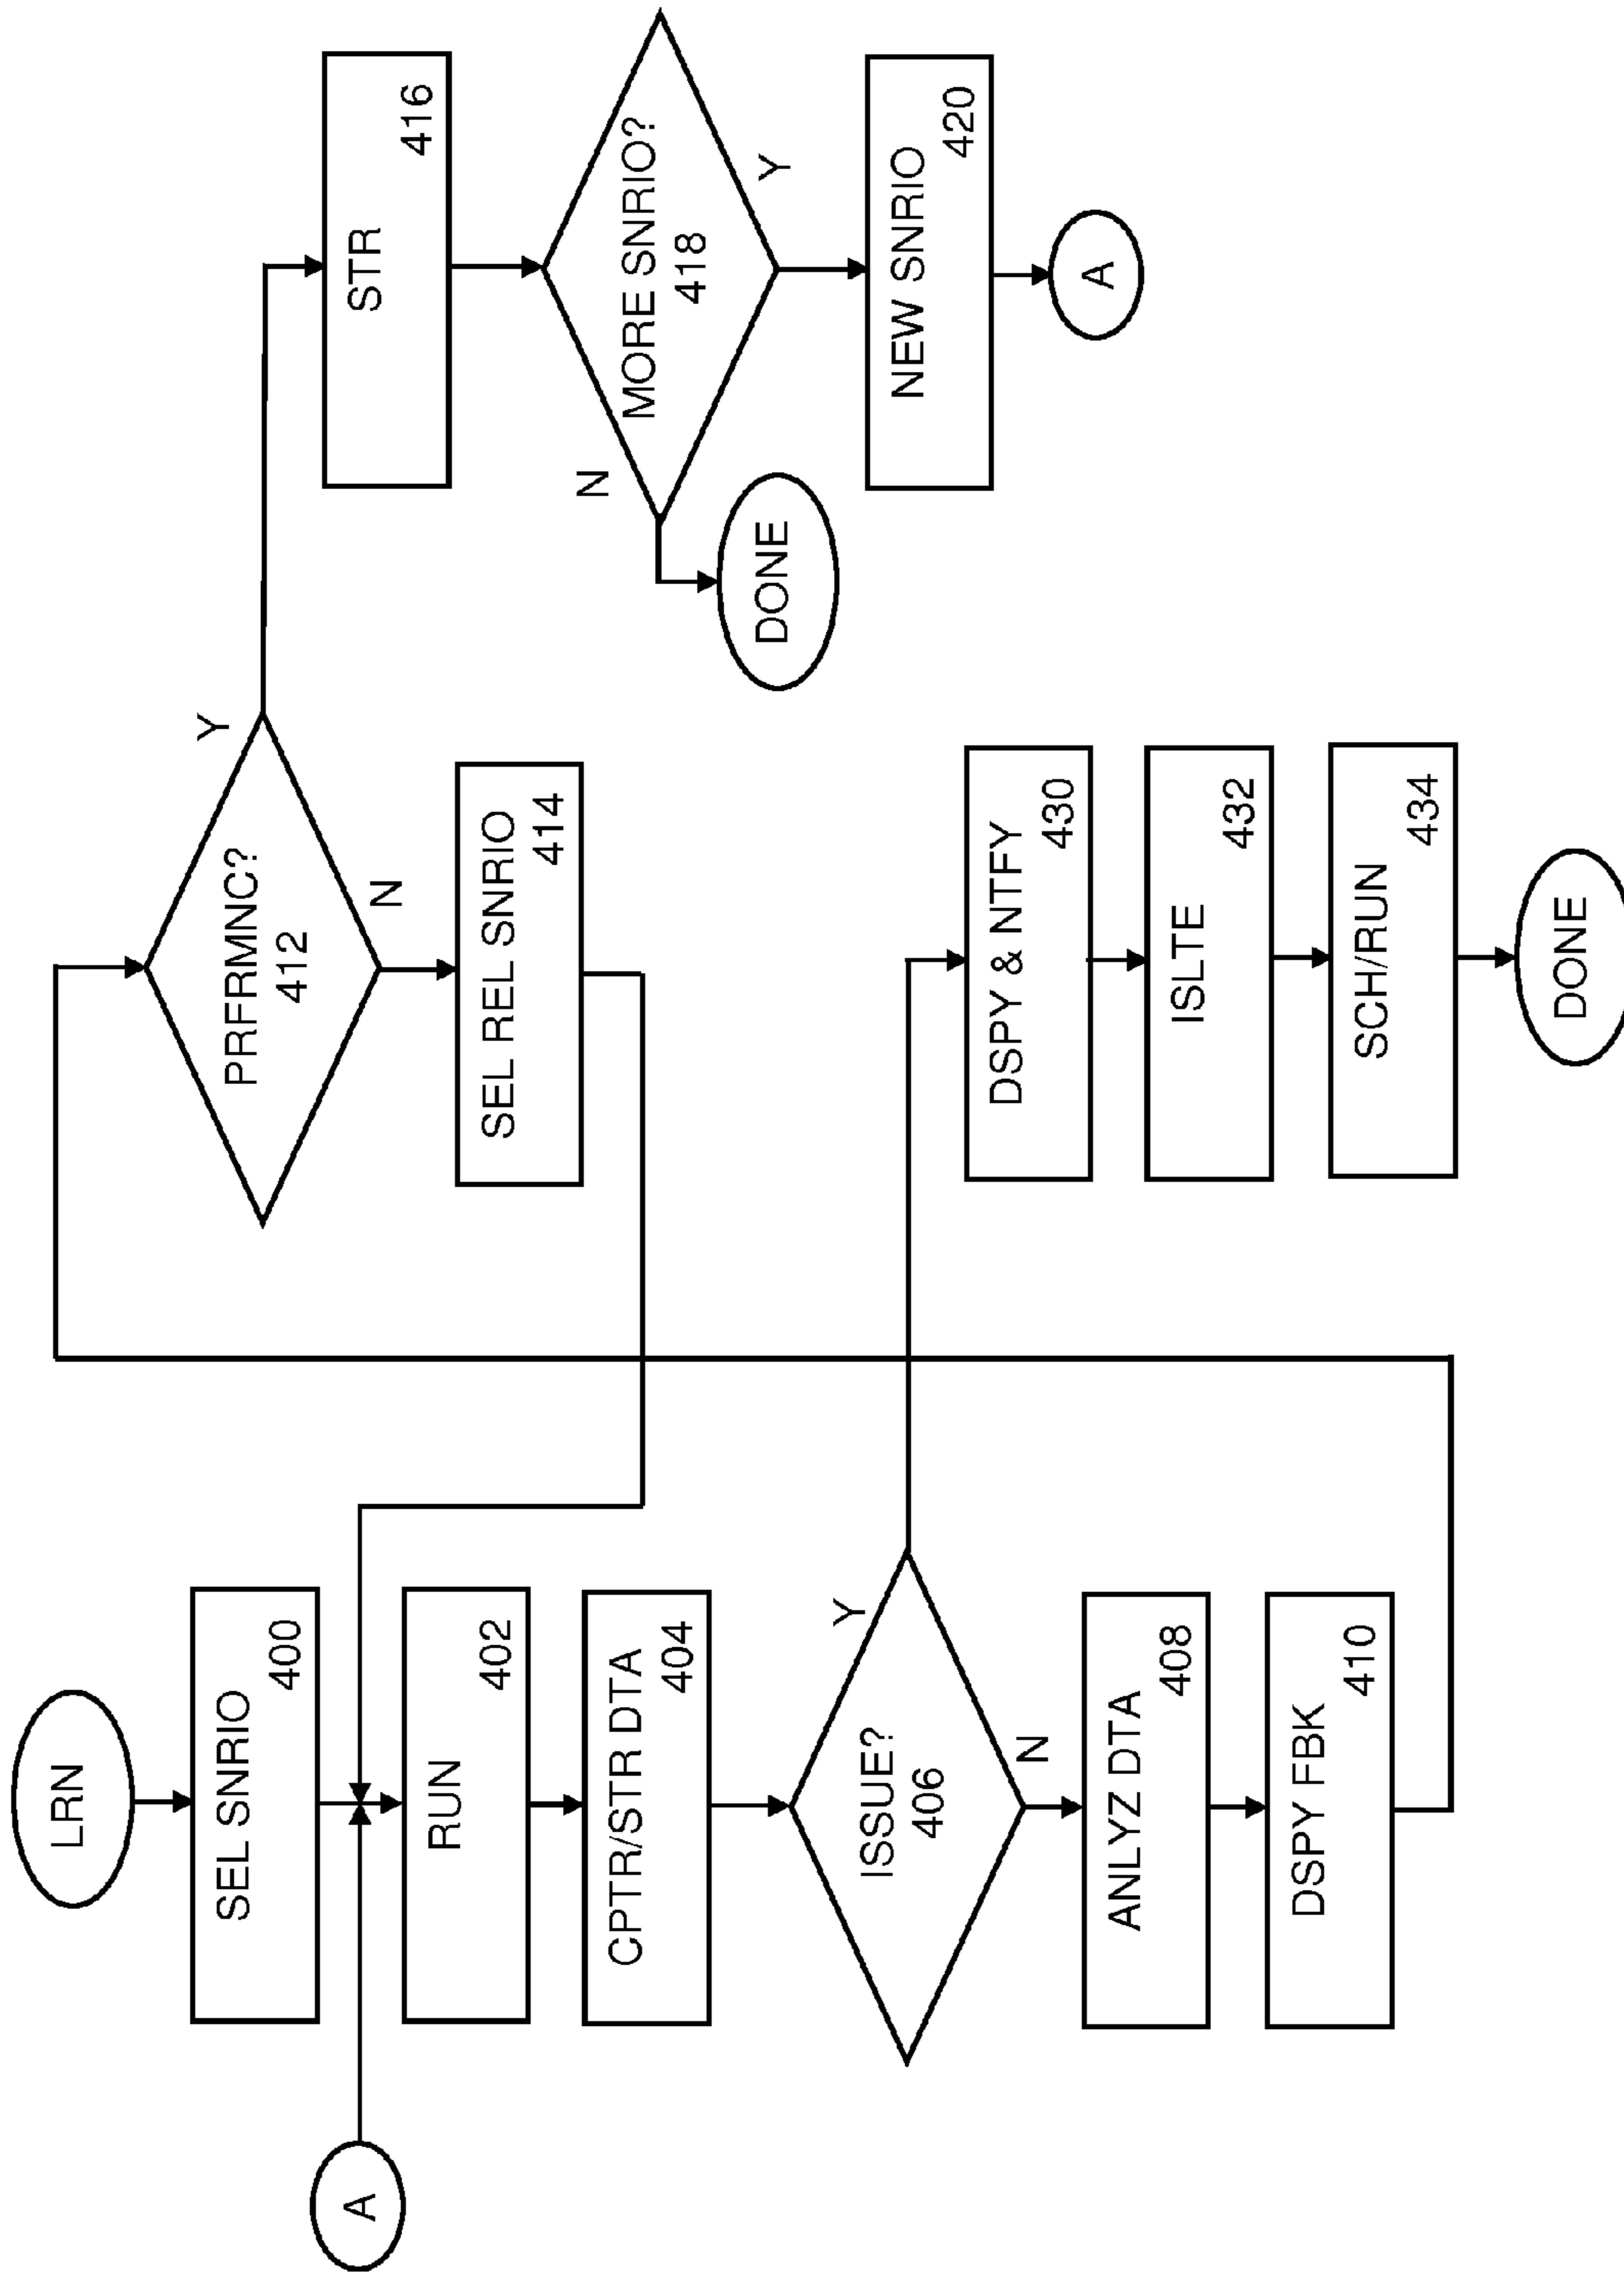 LRN
SEL SNRIO
400
A
RUN
402
CPTR/STR DTA
404
ISSUE?
406
Y
N
ANLYZ DTA
408
DSPY FBK
410
PRFRMNC?
412
Y
N
SEL REL SNRIO
414
DSPY & NTFY
430
ISLTE
432
SCH/RUN
434
DONE
STR
416
MORE SNRIO?
418
N
Y
DONE
NEW SNRIO
420
A